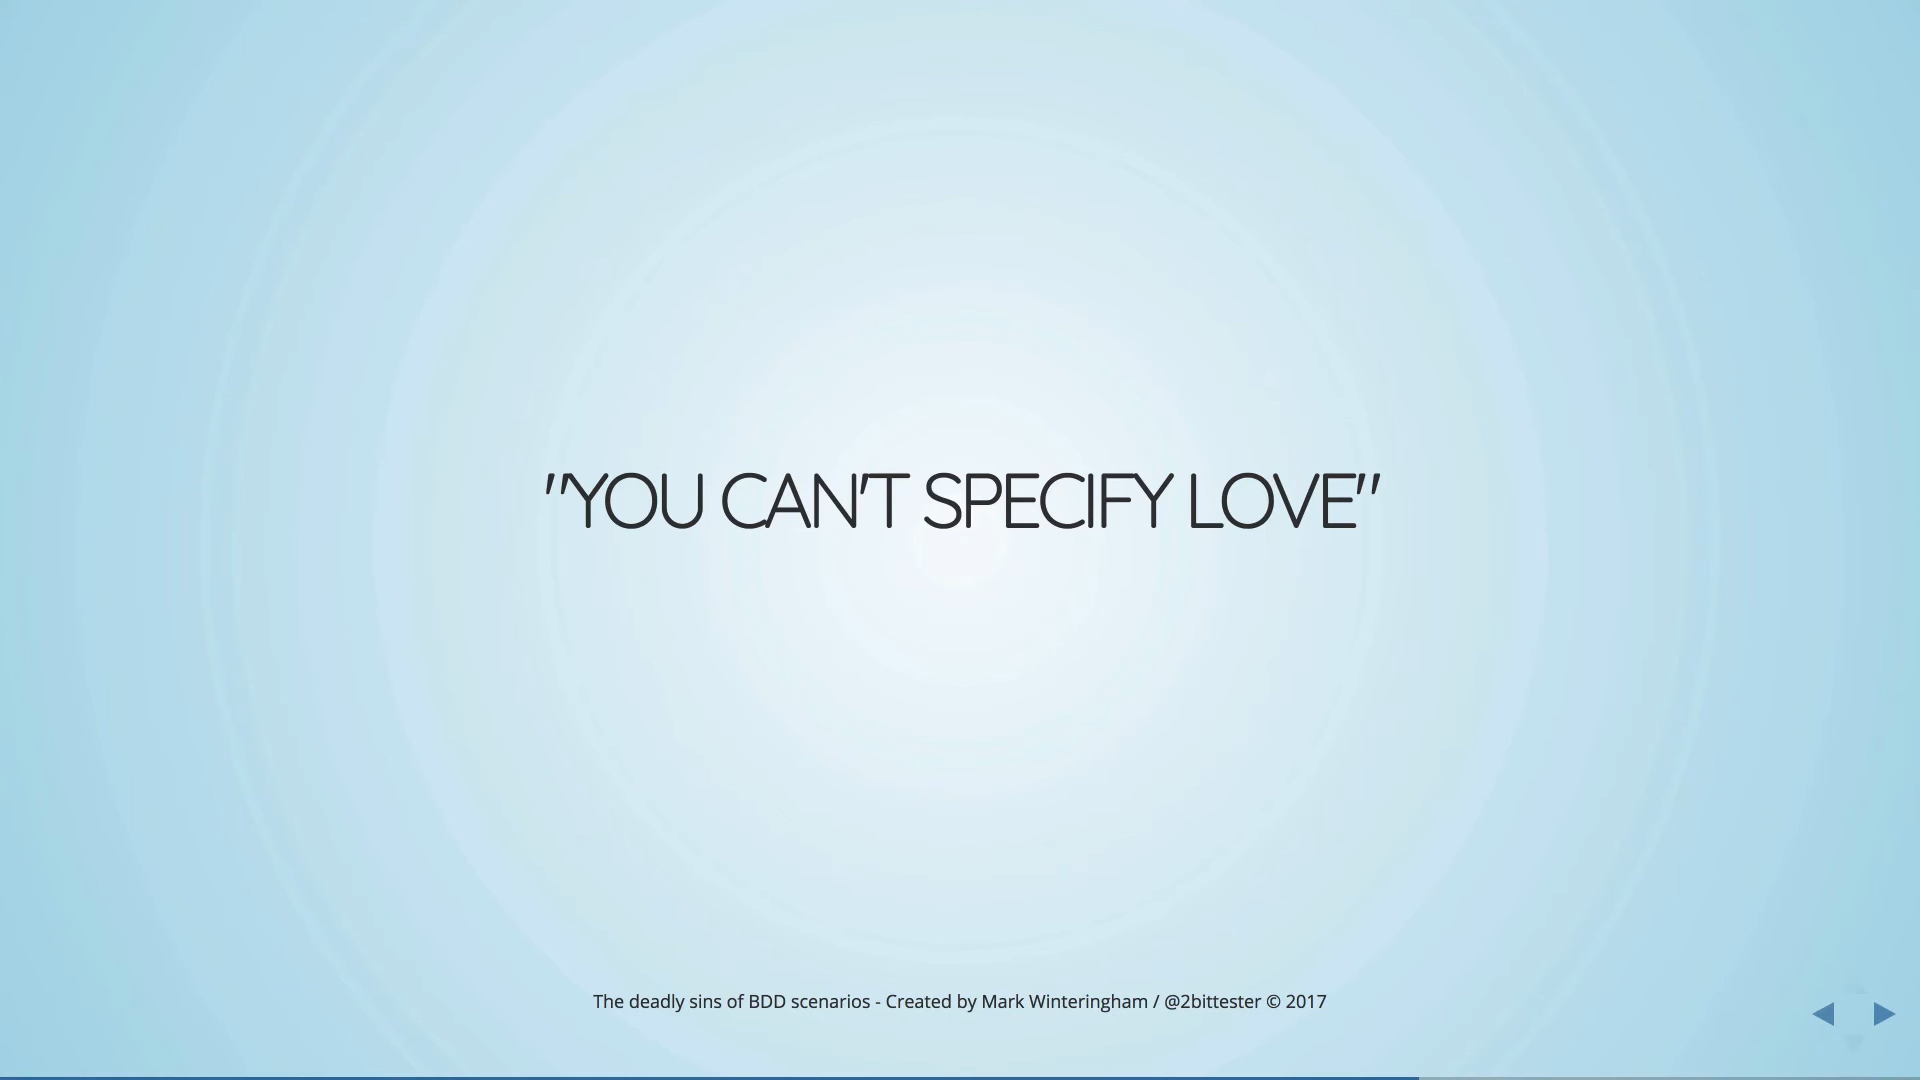 "YOU CAN'T SPECIFY LOVE"
The deadly sins of BDD scenarios - Created by Mark Winteringham / @2bittester © 2017